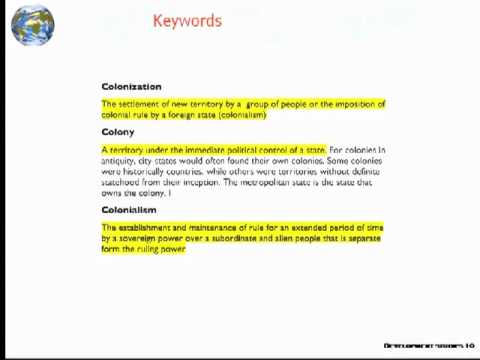 Keywords
Colonization
The settlement of new territory by a group of people or the imposition of
colonial rule by a foreign state (colonialism)
Colony
A territory under the immediate political control of a state. For colonies in
antiquity, city states would often found their own colonies. Some colonies
were historically countries, while others were territories without definite
statehood from their inception. The metropolitan state is the state that
owns the colony. I
Colonialism
The establishment and maintenance of rule for an extended period of time
by a sovereign power over a subordinate and alien people that is separate
form the ruling power
10